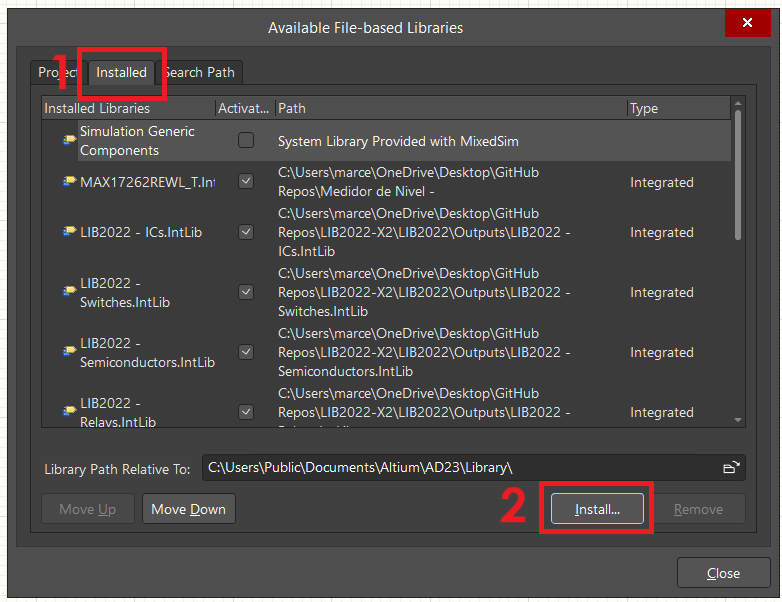 Available File-based Libraries
1
Project
Installed
Search Path
Installed Libraries
Activat...
Path
Type
Simulation Generic
Components
System Library Provided with MixedSim
MAX17262REWL_T.Int
C:\Users\marce\OneDrive\Desktop\GitHub
Repos\Medidor de Nivel -
Integrated
LIB2022 - ICs.IntLib
C:\Users\marce\OneDrive\Desktop\GitHub
Repos\LIB2022-X2\LIB2022\Outputs\LIB2022 -
ICs.IntLib
Integrated
LIB2022 -
Switches.IntLib
C:\Users\marce\OneDrive\Desktop\GitHub
Repos\LIB2022-X2\LIB2022\Outputs\LIB2022 -
Switches.IntLib
Integrated
LIB2022 -
Semiconductors.IntLib
C:\Users\marce\OneDrive\Desktop\GitHub
Repos\LIB2022-X2\LIB2022\Outputs\LIB2022 -
Semiconductors.IntLib
Integrated
LIB2022 -
Relays.IntLib
C:\Users\marce\OneDrive\Desktop\GitHub
Repos\LIB2022-X2\LIB2022\Outputs\LIB2022 -
Integrated
Library Path Relative To:
C:\Users\Public\Documents\Altium\AD23\Library\
Move Up
Move Down
2
Install...
Remove
Close